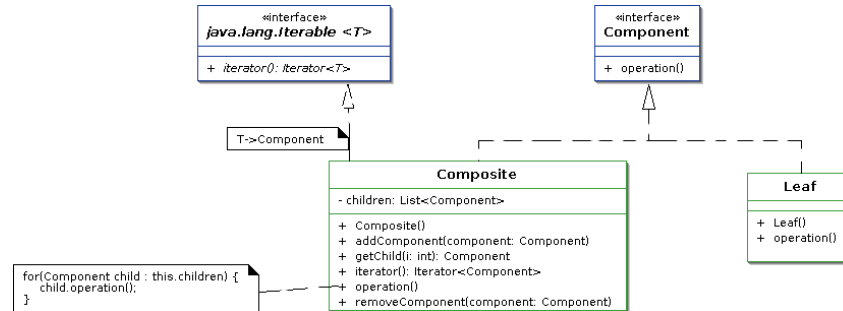 «interface»
java.lang.Iterable <T>
+ iterator(): Iterator<T>
«interface»
Component
+ operation()
T->Component
Composite
- children: List<Component>
+ Composite()
+ addComponent(component: Component)
+ getChild(i: int): Component
+ iterator(): Iterator<Component>
+ operation()
+ removeComponent(component: Component)
Leaf
+ Leaf()
+ operation()
for(Component child : this.children) {
child.operation();
}